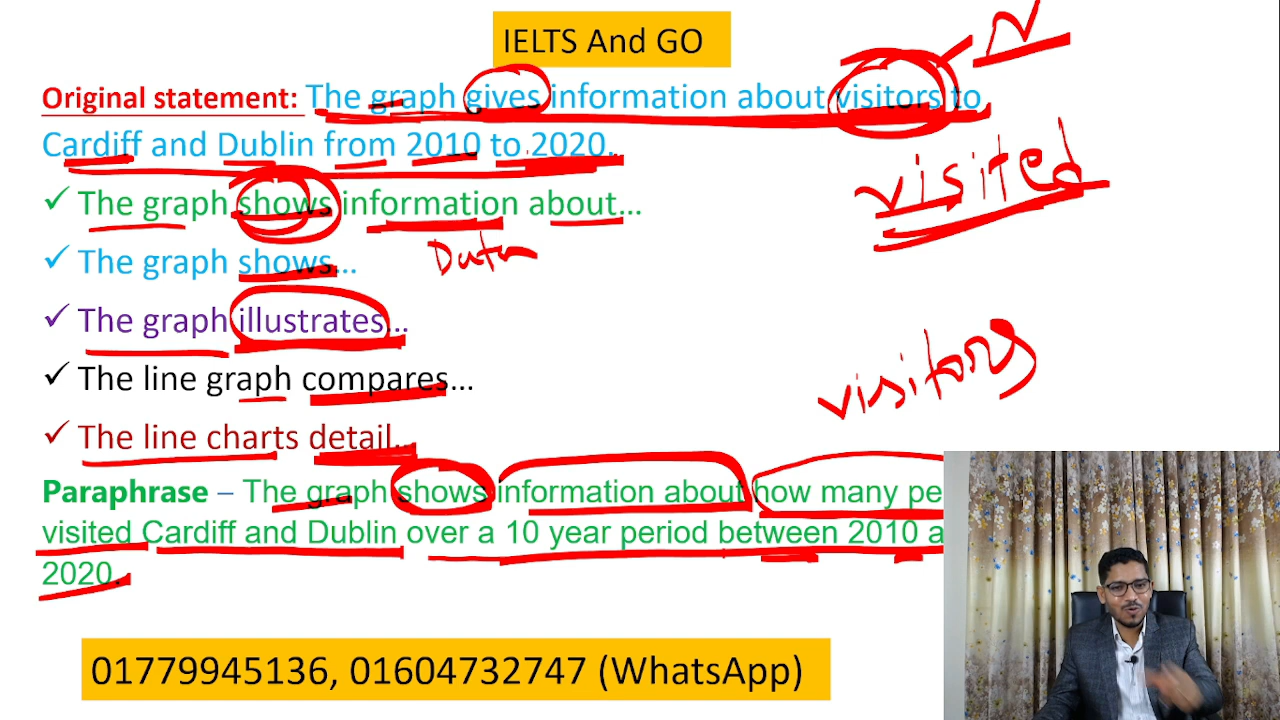 IELTS And GO
N
Original statement: The graph gives information about visitors to
Cardiff and Dublin from 2010 to 2020.
visited
✓ The graph shows information about...
Data
✓ The graph shows...
✓ The graph illustrates...
visitors
✓ The line graph compares...
✓ The line charts detail...
Paraphrase – The graph shows information about how many pe
visited Cardiff and Dublin over a 10 year period between 2010 a
2020.
01779945136, 01604732747 (WhatsApp)